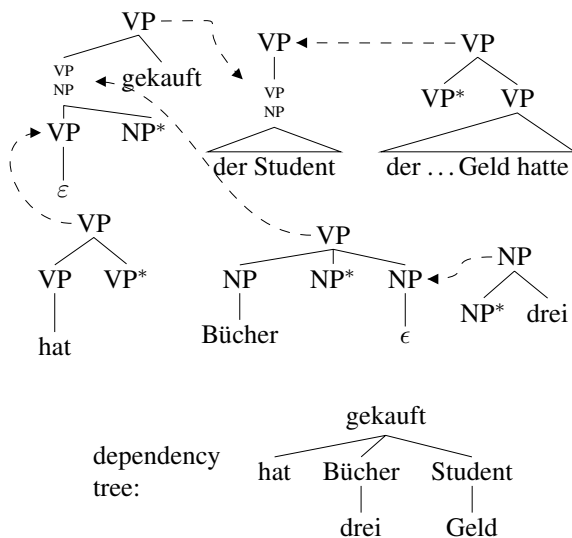 VP VP VP
VP
NP gekauft VP
NP VP* VP
VP NP* der Student der … Geld hatte
ε
VP VP
VP VP* NP NP* NP NP
hat Bücher ϵ NP* drei
gekauft
dependency
tree: hat Bücher Student
drei Geld